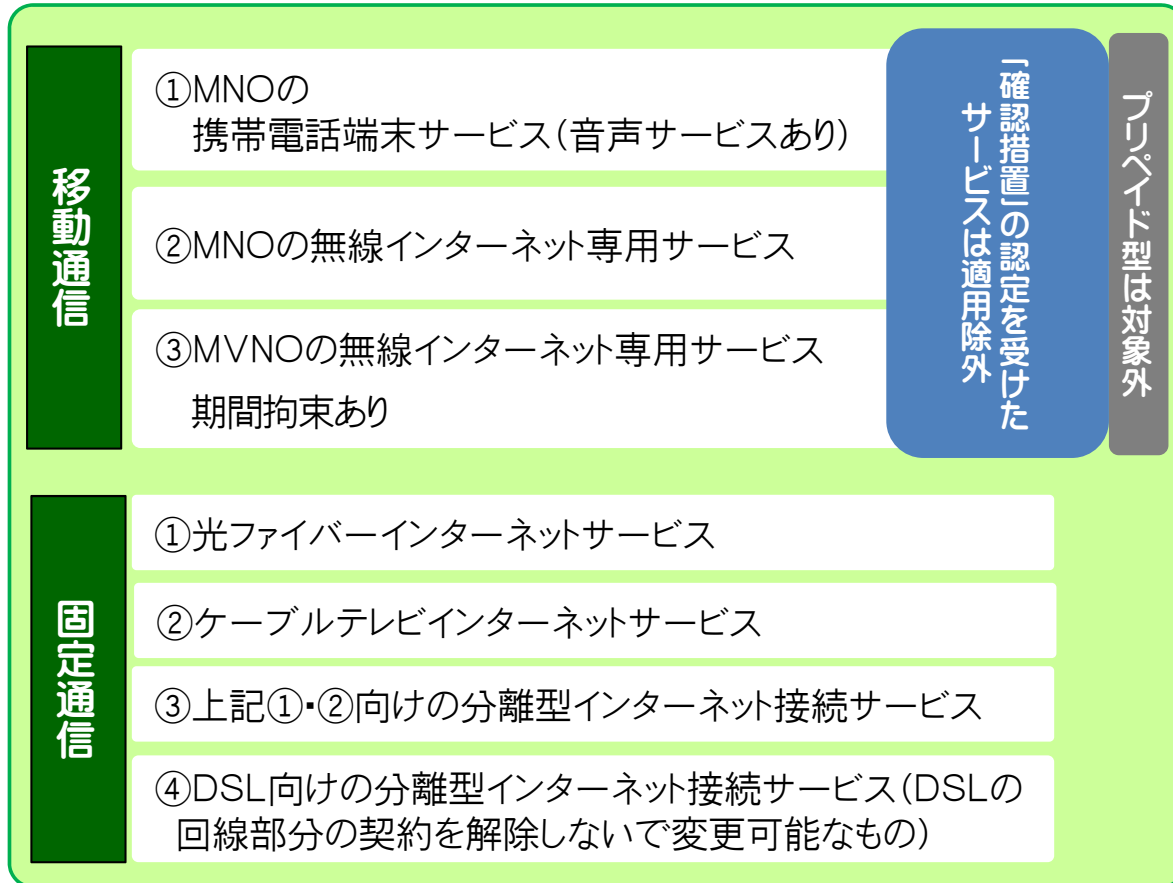 移動通信
①MNOの
携帯電話端末サービス（音声サービスあり）
②MNOの無線インターネット専用サービス
③MVNOの無線インターネット専用サービス
期間拘束あり
「確認措置」の認定を受けた
サービスは適用除外
プリペイド型は対象外
固定通信
①光ファイバーインターネットサービス
②ケーブルテレビインターネットサービス
③上記①・②向けの分離型インターネット接続サービス
④DSL向けの分離型インターネット接続サービス（DSLの
回線部分の契約を解除しないで変更可能なもの）